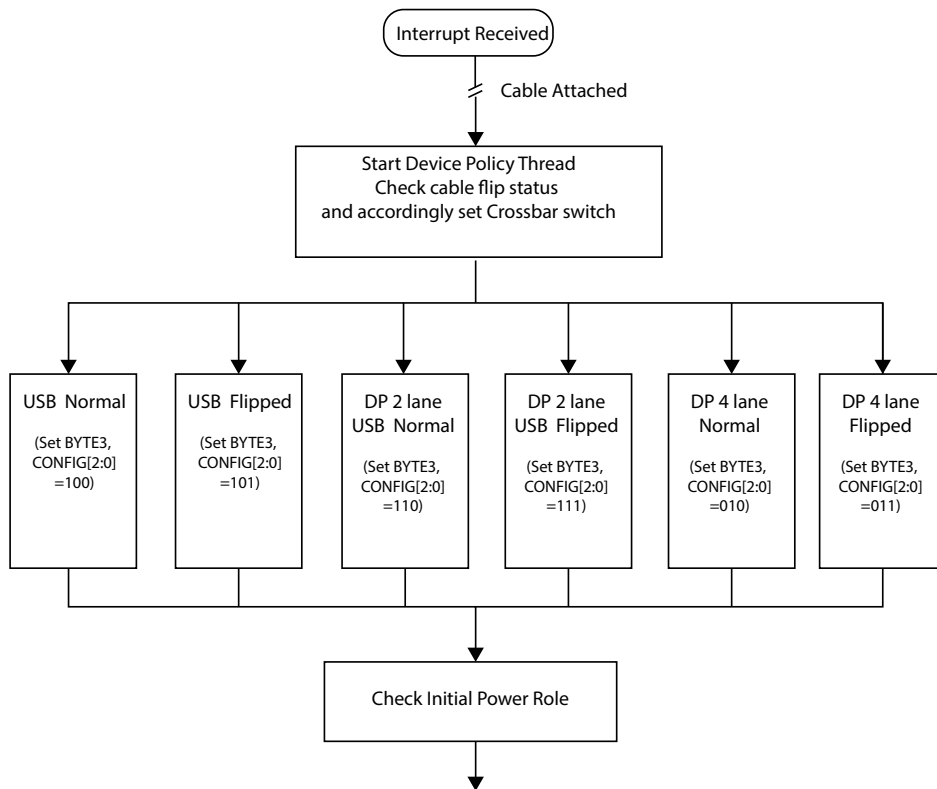 Interrupt Received
Cable Attached
Start Device Policy Thread
Check cable flip status
and accordingly set Crossbar switch
USB Normal
(Set BYTE3,
CONFIG[2:0]
=100)
USB Flipped
(Set BYTE3,
CONFIG[2:0]
=101)
DP 2 lane
USB Normal
(Set BYTE3,
CONFIG[2:0]
=110)
DP 2 lane
USB Flipped
(Set BYTE3,
CONFIG[2:0]
=111)
DP 4 lane
Normal
(Set BYTE3,
CONFIG[2:0]
=010)
DP 4 lane
Flipped
(Set BYTE3,
CONFIG[2:0]
=011)
Check Initial Power Role